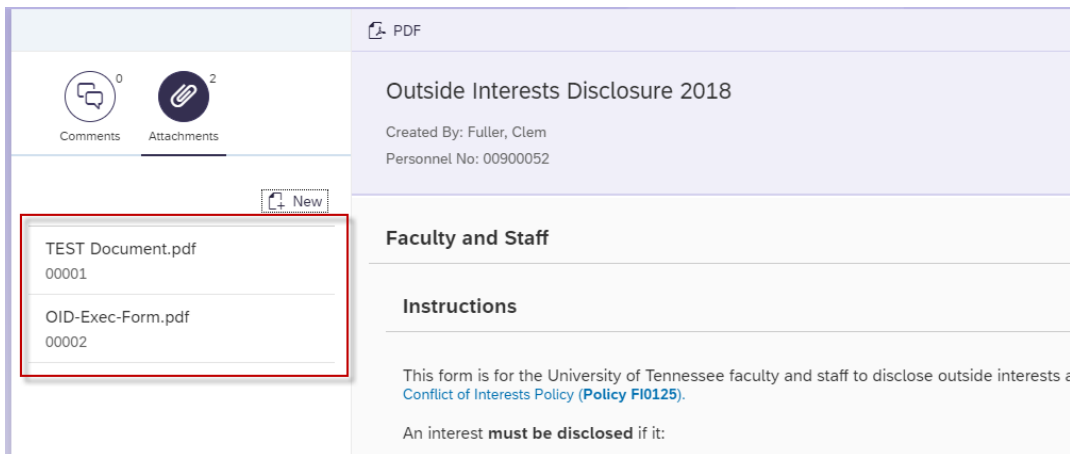 PDF
0
2
Comments
Attachments
New
TEST Document.pdf
00001
OID-Exec-Form.pdf
00002
Outside Interests Disclosure 2018
Created By: Fuller, Clem
Personnel No: 00900052
Faculty and Staff
Instructions
This form is for the University of Tennessee faculty and staff to disclose outside interests a
Conflict of Interests Policy (Policy FI0125).
An interest must be disclosed if it: